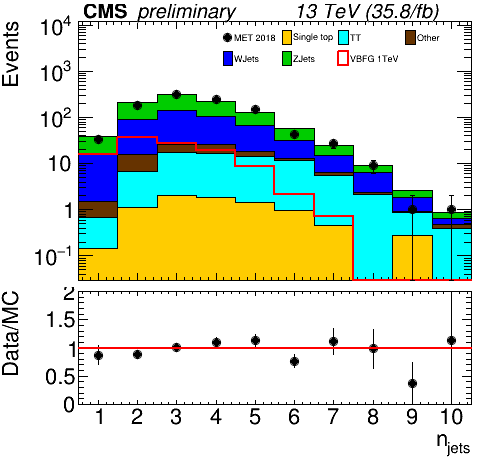 CMS preliminary 13 TeV (35.8/fb)
Events
MET 2018 Single top TT Other
WJets ZJets VBFG 1TeV
10⁴
10³
10²
10
1
10⁻¹
Data/MC
2
1.5
1
0.5
0
1 2 3 4 5 6 7 8 9 10
n_jets